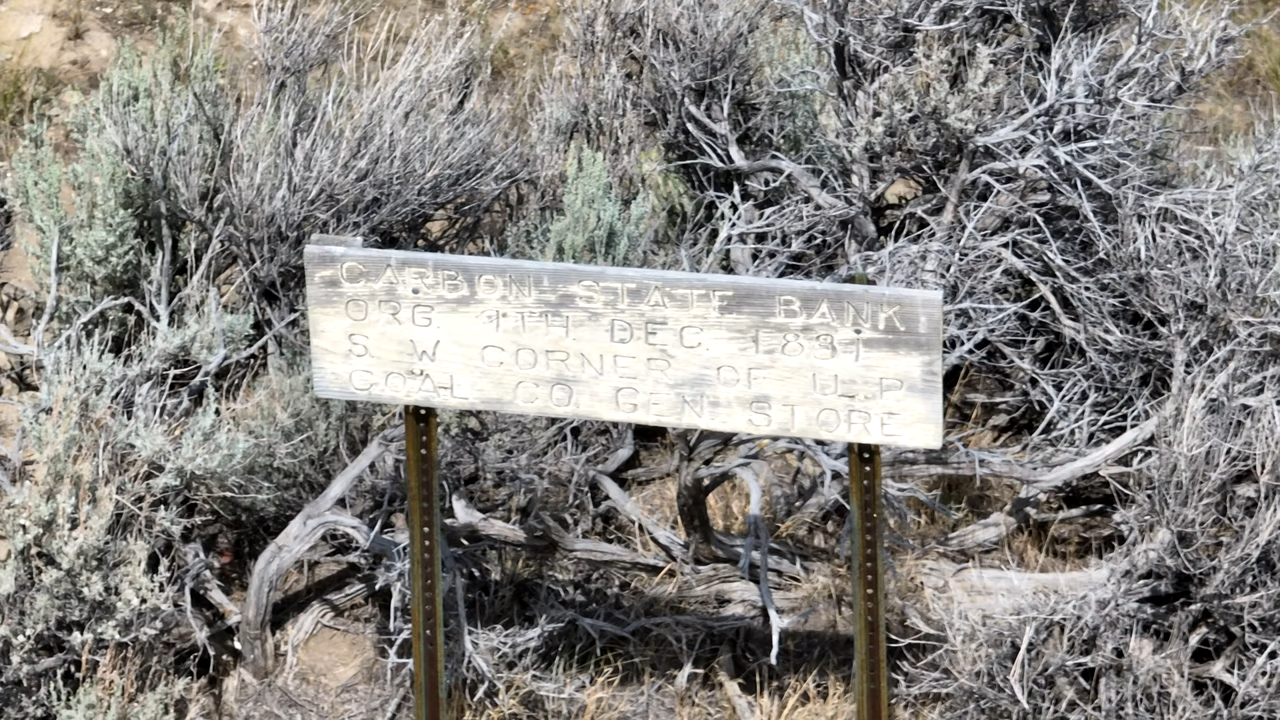 CARBON STATE BANK
ORG. 9TH. DEC. 1891
S. W. CORNER OF U.P.
COAL CO. GEN. STORE